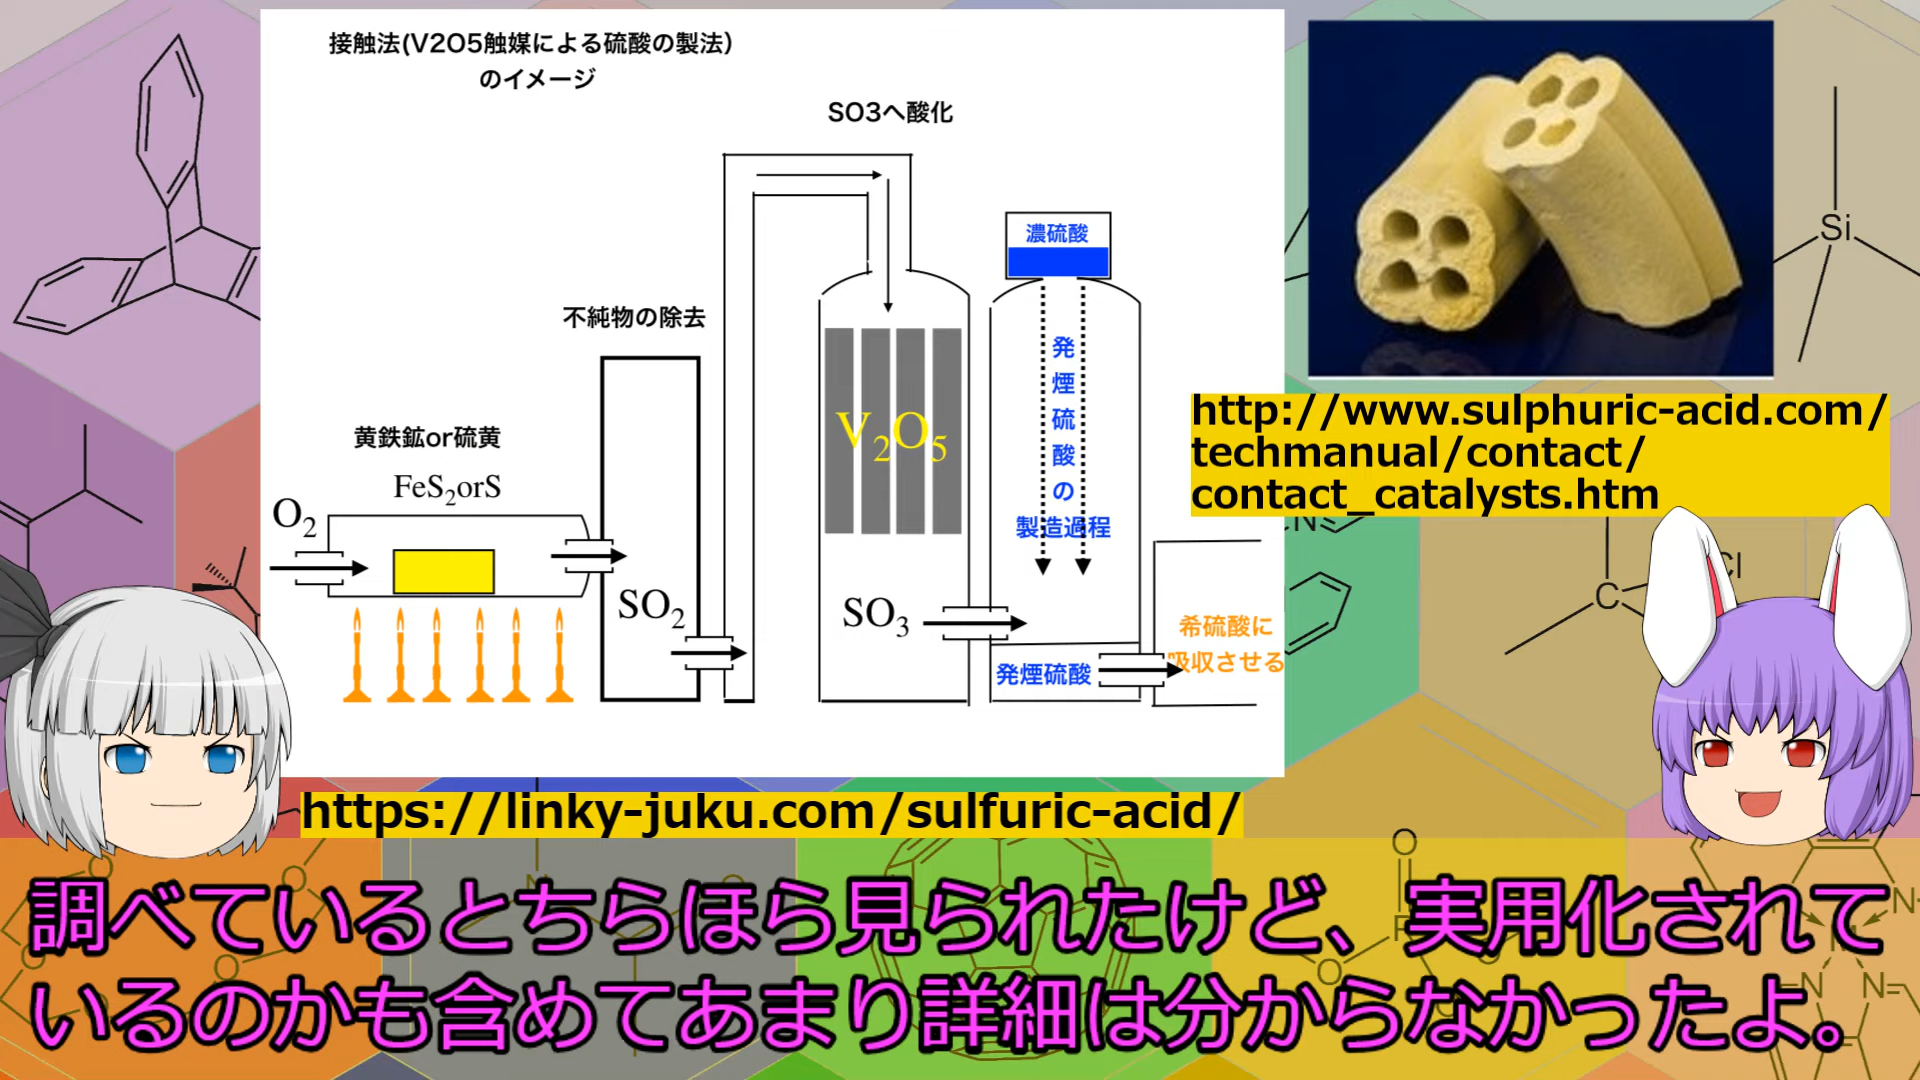 接触法(V2O5触媒による硫酸の製法)
のイメージ
SO3へ酸化
濃硫酸
不純物の除去
発煙硫酸の
製造過程
V2O5
黄鉄鉱or硫黄
FeS2orS
O2
SO2
SO3
発煙硫酸
希硫酸に
吸収させる
http://www.sulphuric-acid.com/
techmanual/contact/
contact_catalysts.htm
Si
N
Cl
C
https://linky-juku.com/sulfuric-acid/
O
O
O
O
O
N
N
N
調べているとちらほら見られたけど、実用化されて
いるのかも含めてあまり詳細は分からなかったよ。